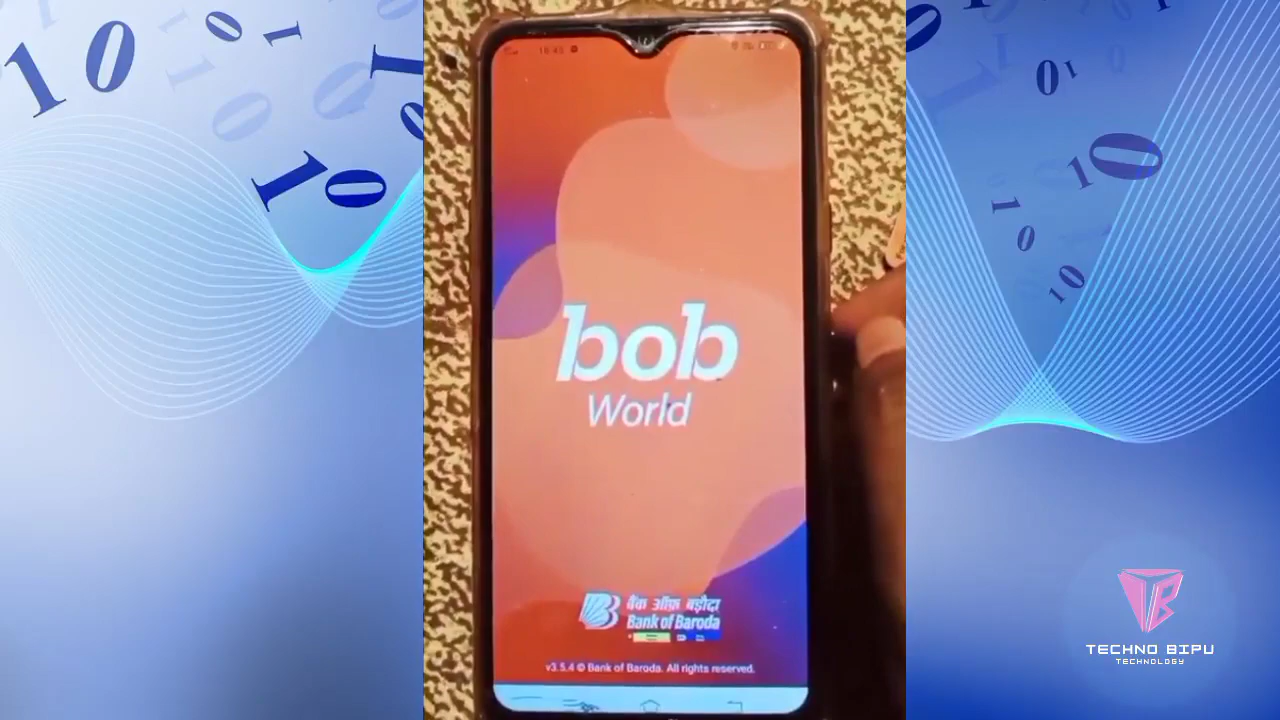 bob
World
बैंक ऑफ़ बड़ौदा
Bank of Baroda
v3.5.4 © Bank of Baroda. All rights reserved.
TECHNO BIPU
TECHNOLOGY